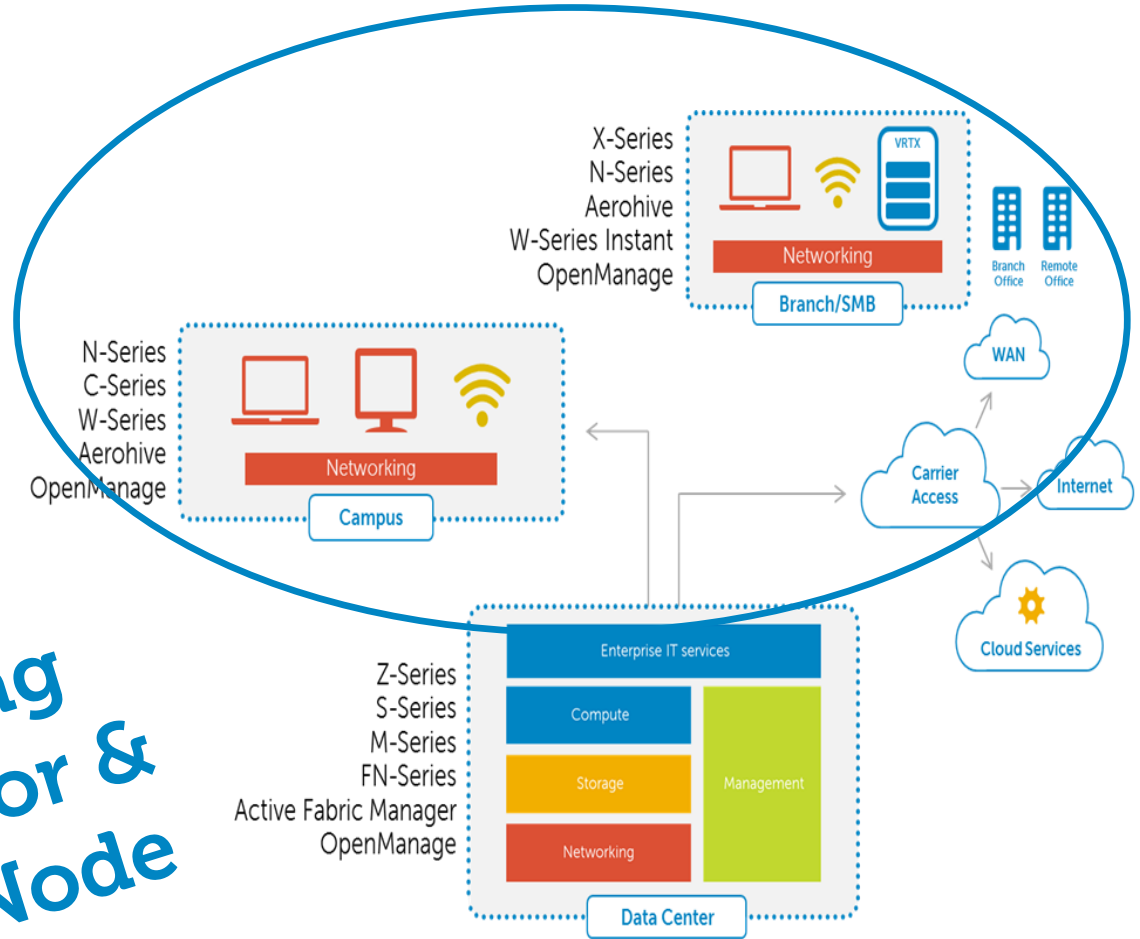 X-Series
N-Series
Aerohive
W-Series Instant
OpenManage
VRTX
Networking
Branch/SMB
Branch
Office
Remote
Office
WAN
N-Series
C-Series
W-Series
Aerohive
OpenManage
Networking
Campus
Carrier
Access
Internet
Cloud Services
Z-Series
S-Series
M-Series
FN-Series
Active Fabric Manager
OpenManage
Enterprise IT services
Compute
Storage
Networking
Management
Data Center
&
Node